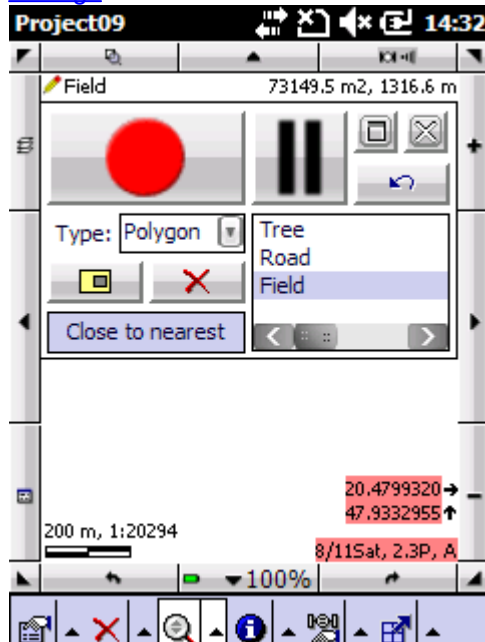 Project09 14:32
Field 73149.5 m2, 1316.6 m
Type: Polygon
Tree
Road
Field
Close to nearest
20.4799320
47.9332955
200 m, 1:20294
8/11Sat, 2.3P, A
100%